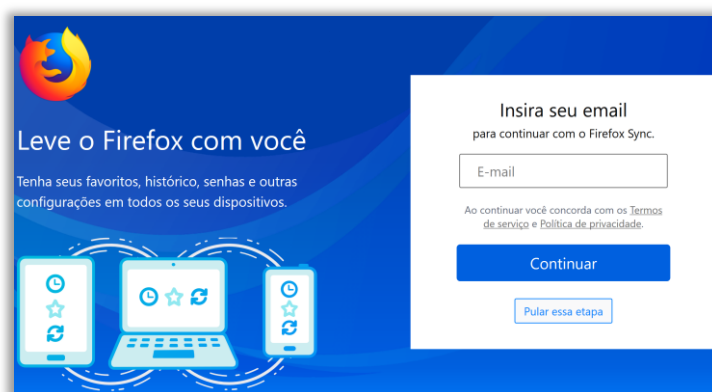 Leve o Firefox com você
Tenha seus favoritos, histórico, senhas e outras
configurações em todos os seus dispositivos.
Insira seu email
para continuar com o Firefox Sync.
E-mail
Ao continuar você concorda com os Termos
de serviço e Política de privacidade.
Continuar
Pular essa etapa